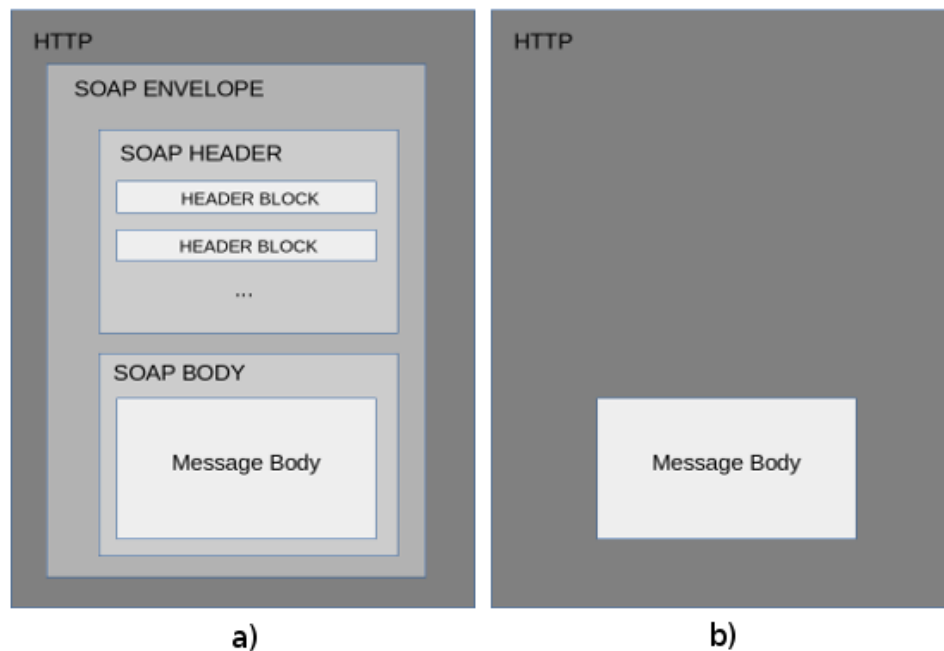 HTTP
SOAP ENVELOPE
SOAP HEADER
HEADER BLOCK
HEADER BLOCK
...
SOAP BODY
Message Body
a)
HTTP
Message Body
b)